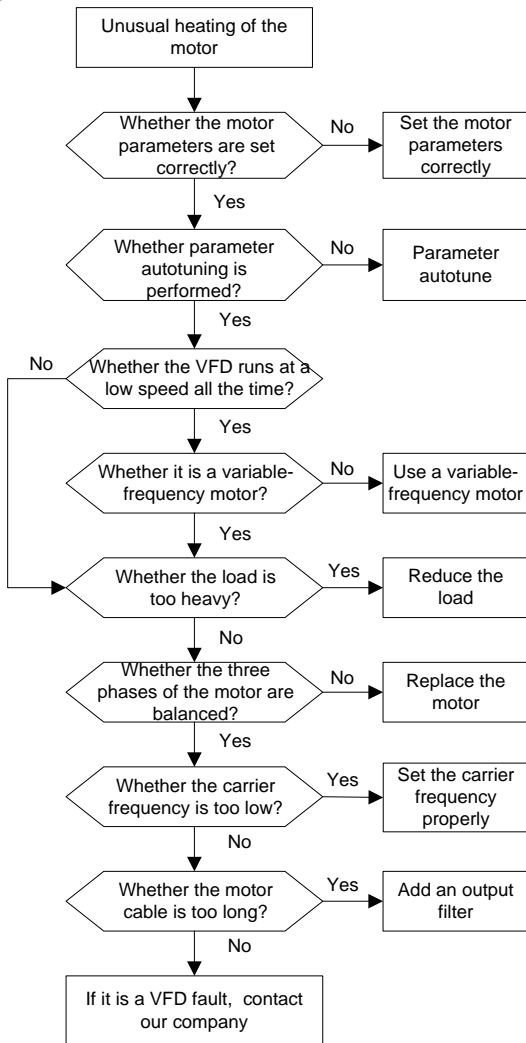 Unusual heating of the
motor
Whether the motor
parameters are set
correctly?
No
Set the motor
parameters
correctly
Yes
Whether parameter
autotuning is
performed?
No
Parameter
autotune
Yes
No
Whether the VFD runs at a
low speed all the time?
Yes
Whether it is a variable-
frequency motor?
No
Use a variable-
frequency motor
Yes
Whether the load is
too heavy?
Yes
Reduce the
load
No
Whether the three
phases of the motor are
balanced?
No
Replace the
motor
Yes
Whether the carrier
frequency is too low?
Yes
Set the carrier
frequency
properly
No
Whether the motor
cable is too long?
Yes
Add an output
filter
No
If it is a VFD fault, contact
our company